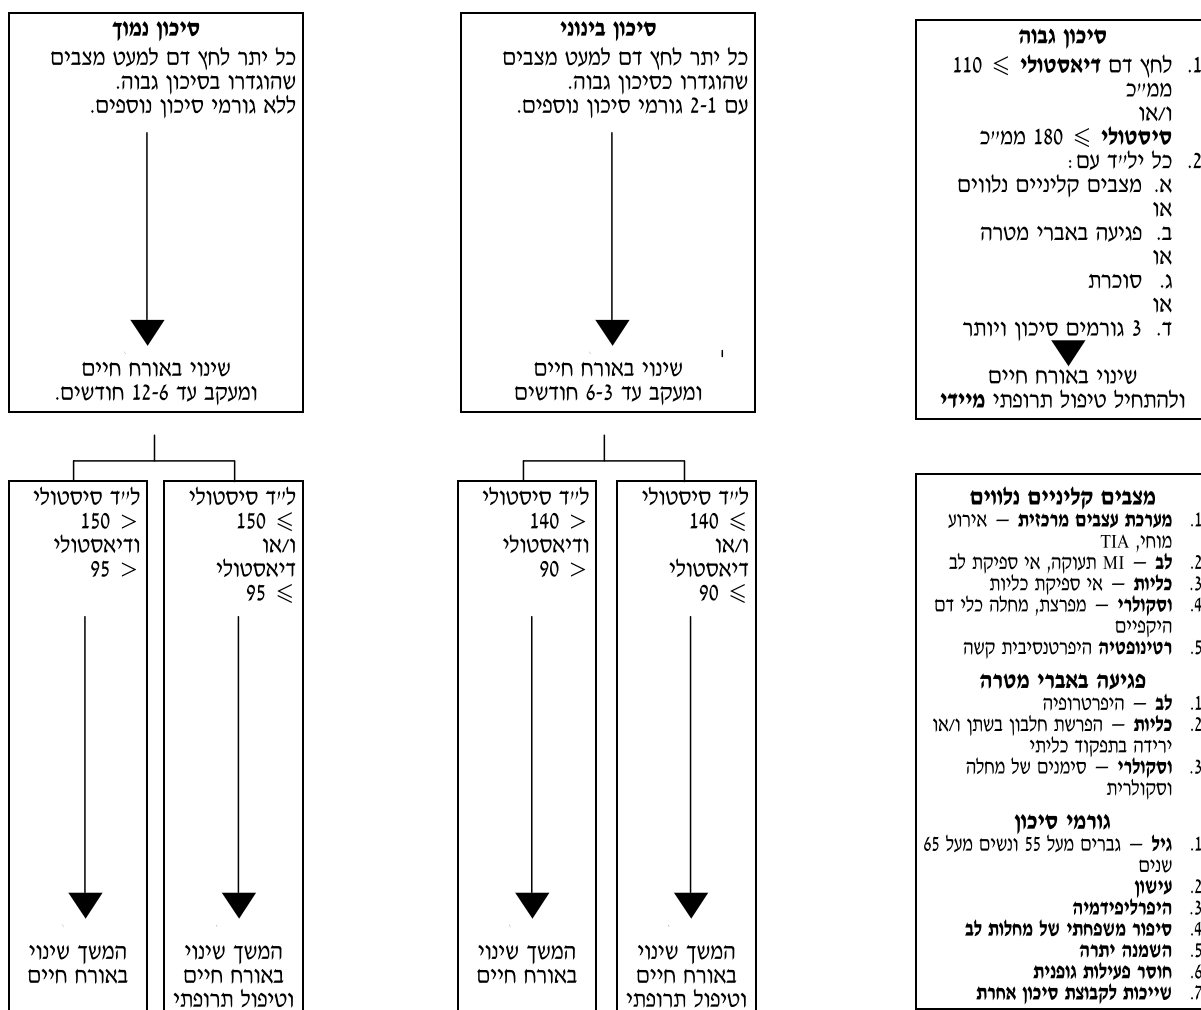 סיכון גבוה
1. לחץ דם דיאסטולי ⩾ 110
ממ״כ
ו/או
סיסטולי ⩾ 180 ממ״כ
2. כל יל״ד עם:
א. מצבים קליניים נלווים
או
ב. פגיעה באברי מטרה
או
ג. סוכרת
או
ד. 3 גורמים סיכון ויותר
שינוי באורח חיים
ולהתחיל טיפול תרופתי מיידי
סיכון בינוני
כל יתר לחץ דם למעט מצבים
שהוגדרו כסיכון גבוה.
עם 2-1 גורמי סיכון נוספים.
שינוי באורח חיים
ומעקב עד 6-3 חודשים
סיכון נמוך
כל יתר לחץ דם למעט מצבים
שהוגדרו בסיכון גבוה.
ללא גורמי סיכון נוספים.
שינוי באורח חיים
ומעקב עד 12-6 חודשים.
מצבים קליניים נלווים
1. מערכת עצבים מרכזית – אירוע
מוחי, TIA
2. לב – MI תעוקה, אי ספיקת לב
3. כליות – אי ספיקת כליות
4. וסקולרי – מפרצת, מחלה כלי דם
היקפיים
5. רטינופטיה היפרטנסיבית קשה
פגיעה באברי מטרה
1. לב – היפרטרופיה
2. כליות – הפרשת חלבון בשתן ו/או
ירידה בתפקוד כליתי
3. וסקולרי – סימנים של מחלה
וסקולרית
גורמי סיכון
1. גיל – גברים מעל 55 ונשים מעל 65
שנים
2. עישון
3. היפרליפידמיה
4. סיפור משפחתי של מחלות לב
5. השמנה יתרה
6. חוסר פעילות גופנית
7. שייכות לקבוצת סיכון אחרת
ל״ד סיסטולי
⩾ 140
ו/או
דיאסטולי
⩾ 90
המשך שינוי
באורח חיים
וטיפול תרופתי
ל״ד סיסטולי
< 140
ודיאסטולי
< 90
המשך שינוי
באורח חיים
ל״ד סיסטולי
⩾ 150
ו/או
דיאסטולי
⩾ 95
המשך שינוי
באורח חיים
וטיפול תרופתי
ל״ד סיסטולי
< 150
ודיאסטולי
< 95
המשך שינוי
באורח חיים